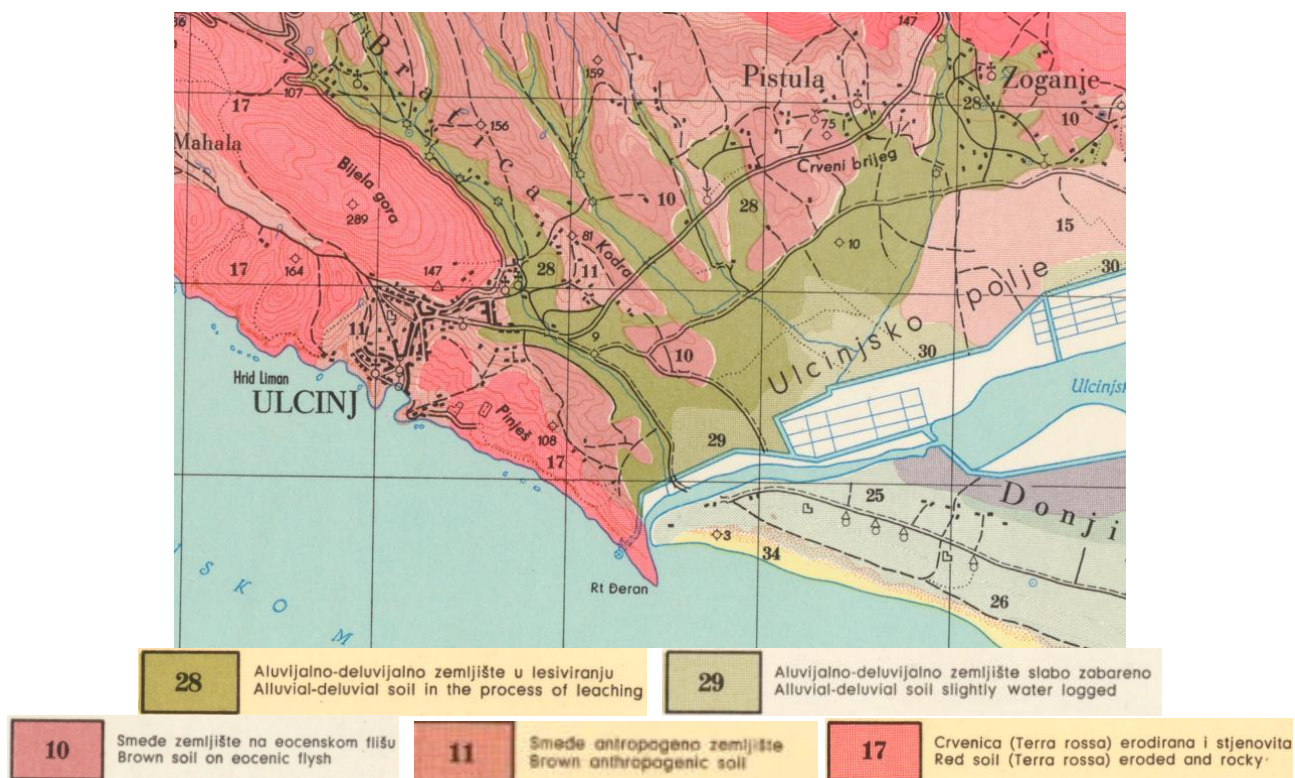 36
147
Pistula
Zoganje
17
107
159
28
75
10
Bratica
156
Mahala
Crveni brijeg
Bijela gora
10
28
15
289
81
Kodra
10
17
164
147
28
11
30
Ulcinjsko polje
11
9
10
30
Hrid Liman
ULCINJ
Pinješ
108
17
29
Ulcinjsk
25
Donji
3
34
26
Rt Đeran
S K O M
28
Aluvijalno-deluvijalno zemljište u lesiviranju
Alluvial-deluvial soil in the process of leaching
29
Aluvijalno-deluvijalno zemljište slabo zabareno
Alluvial-deluvial soil slightly water logged
10
Smeđe zemljište na eocenskom flišu
Brown soil on eocenic flysh
11
Smeđe antropogeno zemljište
Brown anthropogenic soil
17
Crvenica (Terra rossa) erodirana i stjenovita
Red soil (Terra rossa) eroded and rocky